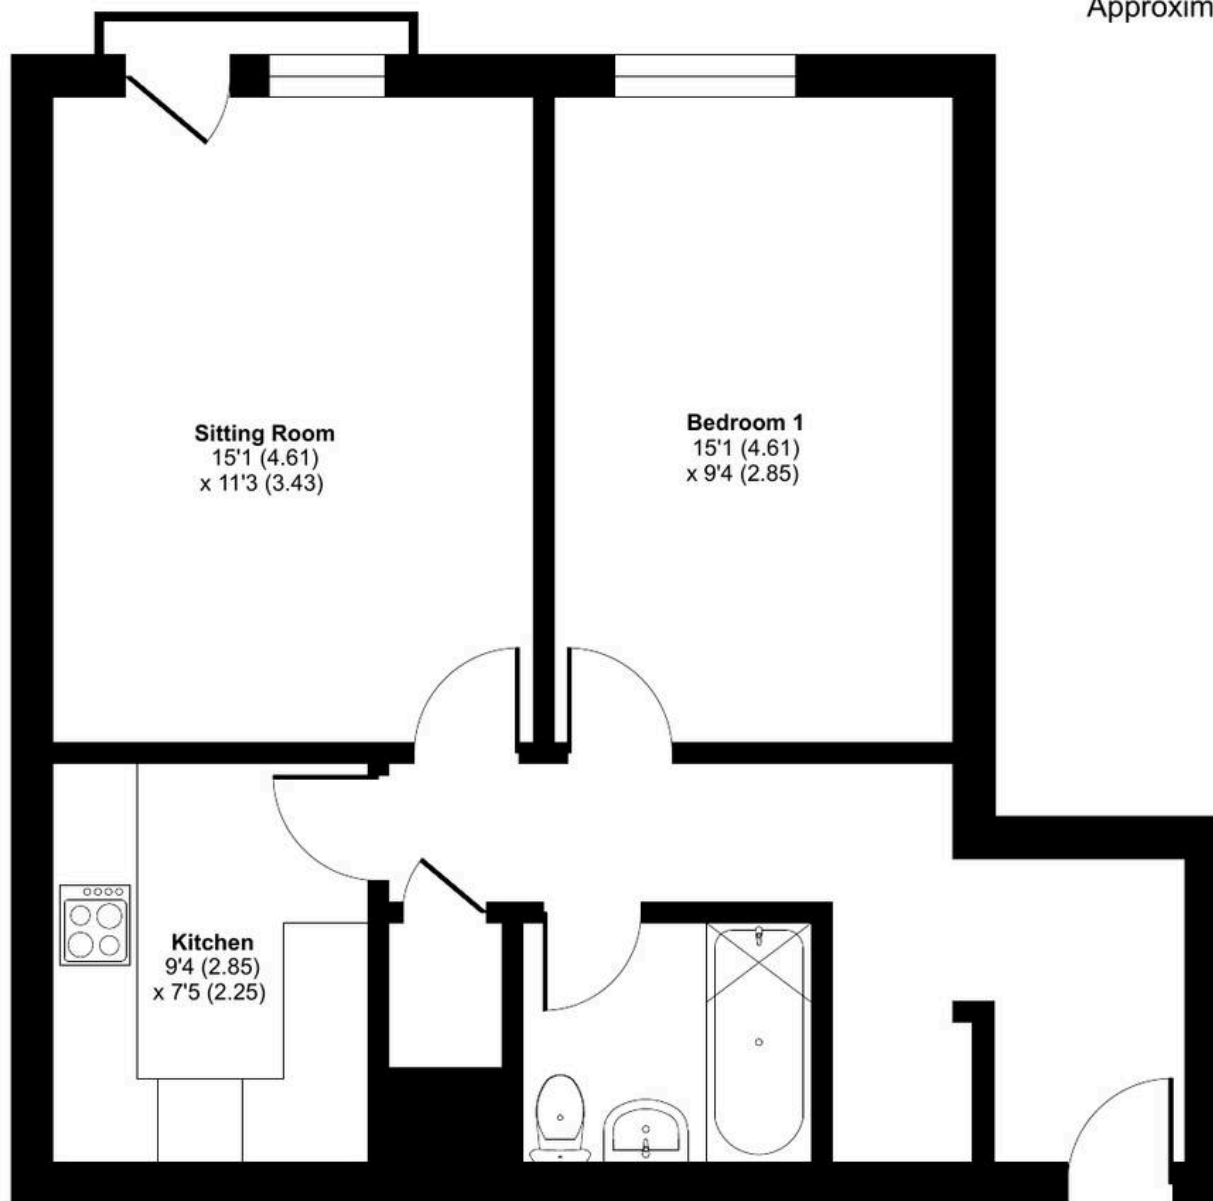 Approxim
Sitting Room
15'1 (4.61)
x 11'3 (3.43)
Bedroom 1
15'1 (4.61)
x 9'4 (2.85)
Kitchen
9'4 (2.85)
x 7'5 (2.25)